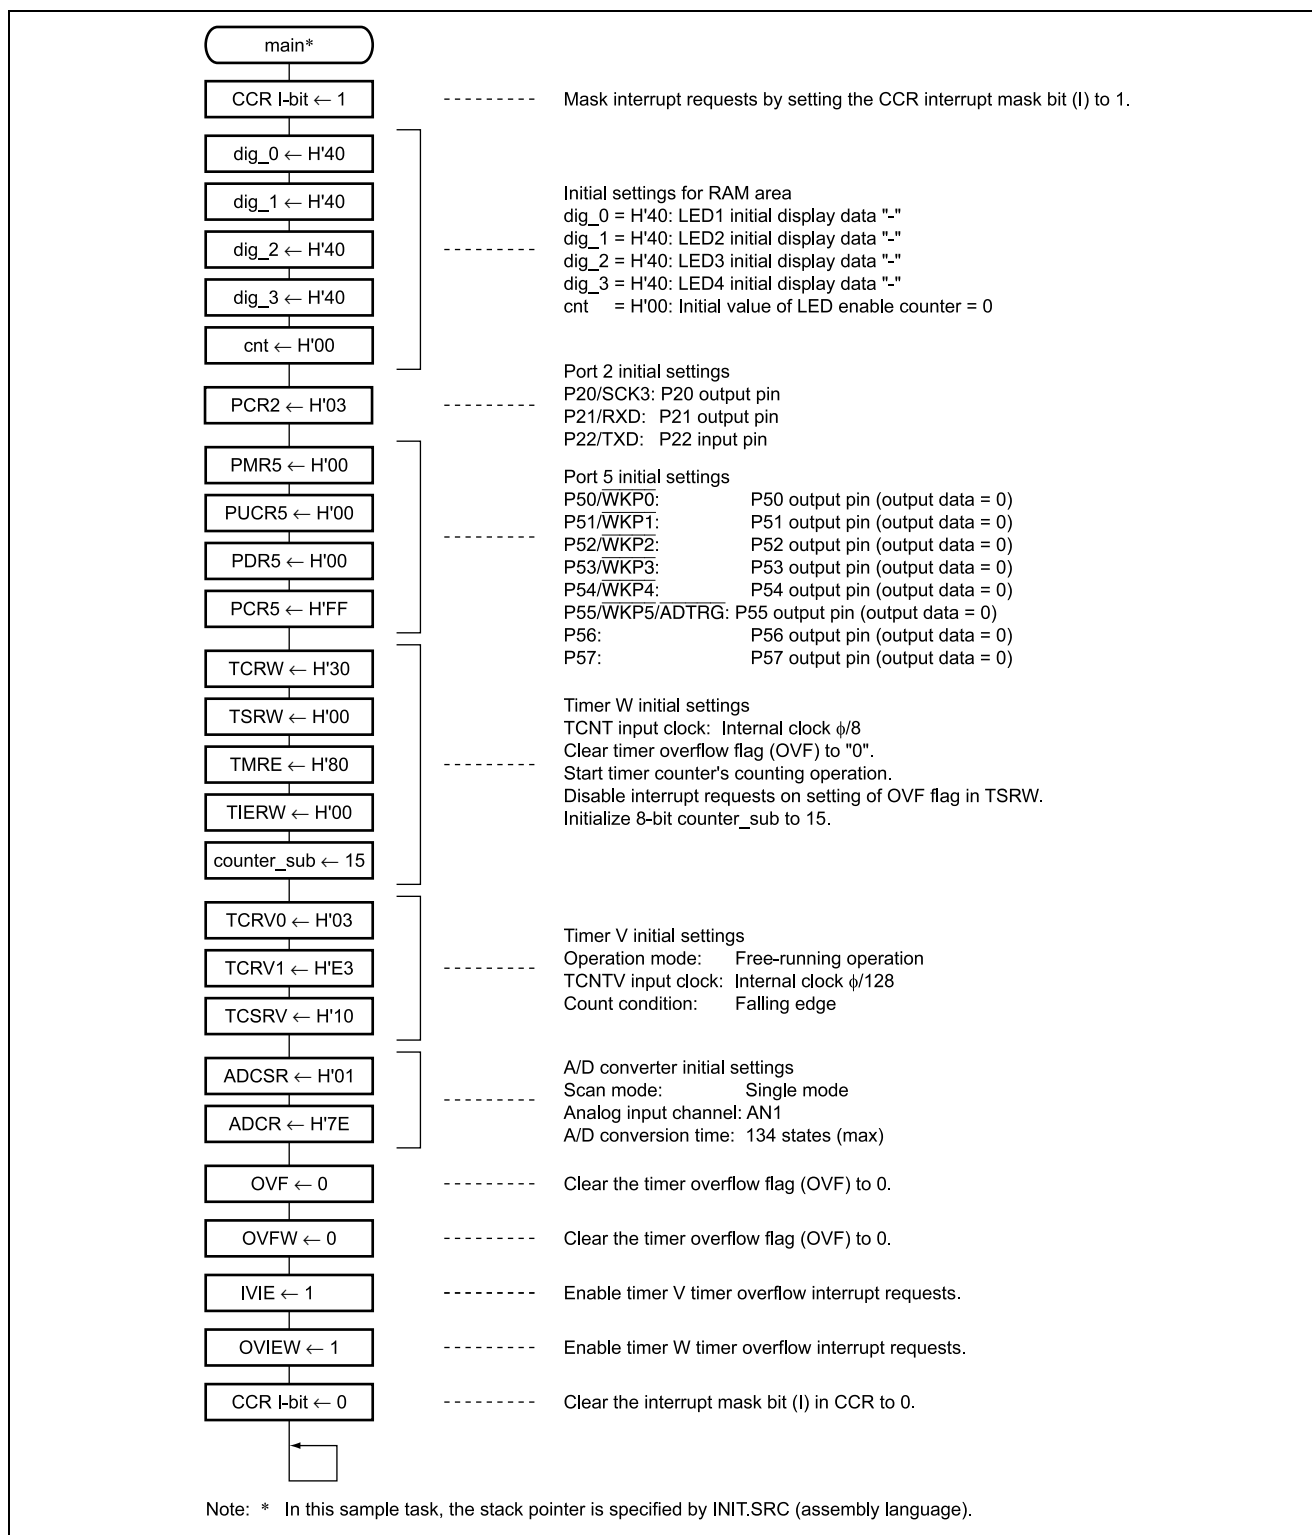 main*
CCR I-bit ← 1
Mask interrupt requests by setting the CCR interrupt mask bit (I) to 1.
dig_0 ← H'40
dig_1 ← H'40
dig_2 ← H'40
dig_3 ← H'40
cnt ← H'00
Initial settings for RAM area
dig_0 = H'40: LED1 initial display data "-"
dig_1 = H'40: LED2 initial display data "-"
dig_2 = H'40: LED3 initial display data "-"
dig_3 = H'40: LED4 initial display data "-"
cnt = H'00: Initial value of LED enable counter = 0
PCR2 ← H'03
Port 2 initial settings
P20/SCK3: P20 output pin
P21/RXD: P21 output pin
P22/TXD: P22 input pin
PMR5 ← H'00
PUCR5 ← H'00
PDR5 ← H'00
PCR5 ← H'FF
Port 5 initial settings
P50/WKP0: P50 output pin (output data = 0)
P51/WKP1: P51 output pin (output data = 0)
P52/WKP2: P52 output pin (output data = 0)
P53/WKP3: P53 output pin (output data = 0)
P54/WKP4: P54 output pin (output data = 0)
P55/WKP5/ADTRG: P55 output pin (output data = 0)
P56: P56 output pin (output data = 0)
P57: P57 output pin (output data = 0)
TCRW ← H'30
TSRW ← H'00
TMRE ← H'80
TIERW ← H'00
counter_sub ← 15
Timer W initial settings
TCNT input clock: Internal clock ϕ/8
Clear timer overflow flag (OVF) to "0".
Start timer counter's counting operation.
Disable interrupt requests on setting of OVF flag in TSRW.
Initialize 8-bit counter_sub to 15.
TCRV0 ← H'03
TCRV1 ← H'E3
TCSRV ← H'10
Timer V initial settings
Operation mode: Free-running operation
TCNTV input clock: Internal clock ϕ/128
Count condition: Falling edge
ADCSR ← H'01
ADCR ← H'7E
A/D converter initial settings
Scan mode: Single mode
Analog input channel: AN1
A/D conversion time: 134 states (max)
OVF ← 0
Clear the timer overflow flag (OVF) to 0.
OVFW ← 0
Clear the timer overflow flag (OVF) to 0.
IVIE ← 1
Enable timer V timer overflow interrupt requests.
OVIEW ← 1
Enable timer W timer overflow interrupt requests.
CCR I-bit ← 0
Clear the interrupt mask bit (I) in CCR to 0.
Note: * In this sample task, the stack pointer is specified by INIT.SRC (assembly language).